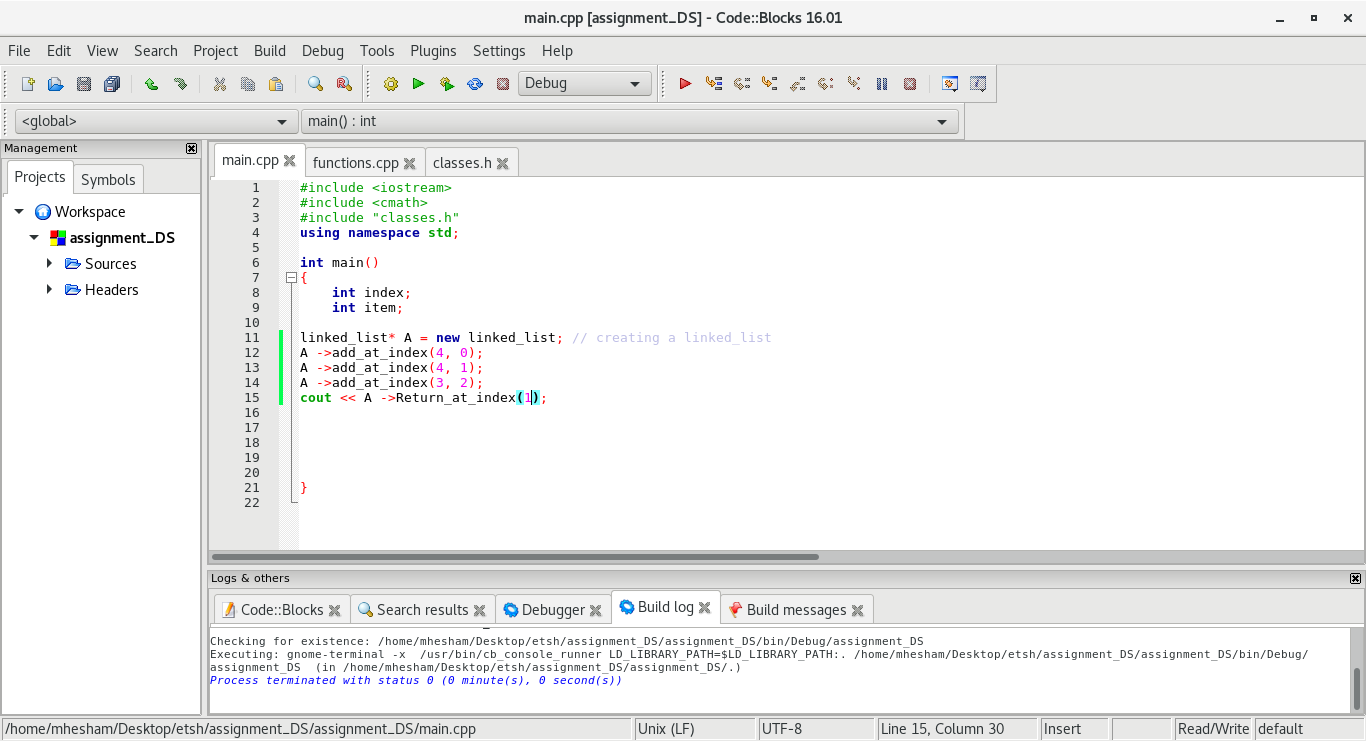 main.cpp [assignment_DS] - Code::Blocks 16.01
File Edit View Search Project Build Debug Tools Plugins Settings Help
Debug
<global> main() : int
Management
Projects Symbols
Workspace
assignment_DS
Sources
Headers
main.cpp functions.cpp classes.h
1 #include <iostream>
2 #include <cmath>
3 #include "classes.h"
4 using namespace std;
5
6 int main()
7 {
8     int index;
9     int item;
10
11 linked_list* A = new linked_list; // creating a linked_list
12 A ->add_at_index(4, 0);
13 A ->add_at_index(4, 1);
14 A ->add_at_index(3, 2);
15 cout << A ->Return_at_index(1);
16
17
18
19
20
21 }
22
Logs & others
Code::Blocks Search results Debugger Build log Build messages
Checking for existence: /home/mhesham/Desktop/etsh/assignment_DS/assignment_DS/bin/Debug/assignment_DS
Executing: gnome-terminal -x  /usr/bin/cb_console_runner LD_LIBRARY_PATH=$LD_LIBRARY_PATH:. /home/mhesham/Desktop/etsh/assignment_DS/assignment_DS/bin/Debug/
assignment_DS  (in /home/mhesham/Desktop/etsh/assignment_DS/assignment_DS/.)
Process terminated with status 0 (0 minute(s), 0 second(s))
/home/mhesham/Desktop/etsh/assignment_DS/assignment_DS/main.cpp Unix (LF) UTF-8 Line 15, Column 30 Insert Read/Write default